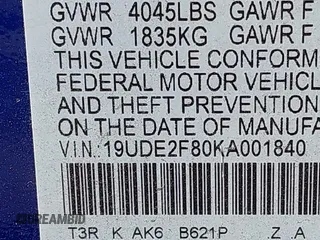 GVWR 4045LBS GAWR F
GVWR 1835KG GAWR F
THIS VEHICLE CONFORM
FEDERAL MOTOR VEHICL
AND THEFT PREVENTION
ON THE DATE OF MANUFA
V.I.N.: 19UDE2F80KA001840
T3R K AK6 B621P Z A
DREAMBID